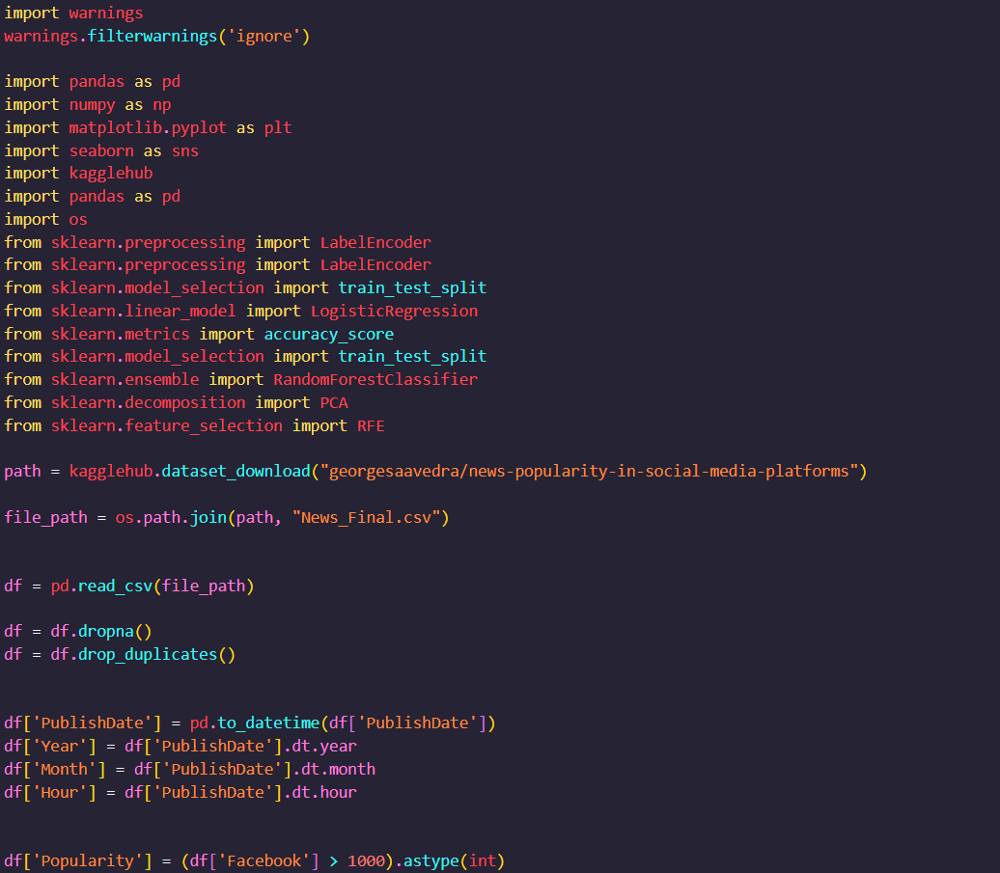 import warnings
warnings.filterwarnings('ignore')
import pandas as pd
import numpy as np
import matplotlib.pyplot as plt
import seaborn as sns
import kagglehub
import pandas as pd
import os
from sklearn.preprocessing import LabelEncoder
from sklearn.preprocessing import LabelEncoder
from sklearn.model_selection import train_test_split
from sklearn.linear_model import LogisticRegression
from sklearn.metrics import accuracy_score
from sklearn.model_selection import train_test_split
from sklearn.ensemble import RandomForestClassifier
from sklearn.decomposition import PCA
from sklearn.feature_selection import RFE
path = kagglehub.dataset_download("georgesaavedra/news-popularity-in-social-media-platforms")
file_path = os.path.join(path, "News_Final.csv")
df = pd.read_csv(file_path)
df = df.dropna()
df = df.drop_duplicates()
df['PublishDate'] = pd.to_datetime(df['PublishDate'])
df['Year'] = df['PublishDate'].dt.year
df['Month'] = df['PublishDate'].dt.month
df['Hour'] = df['PublishDate'].dt.hour
df['Popularity'] = (df['Facebook'] > 1000).astype(int)